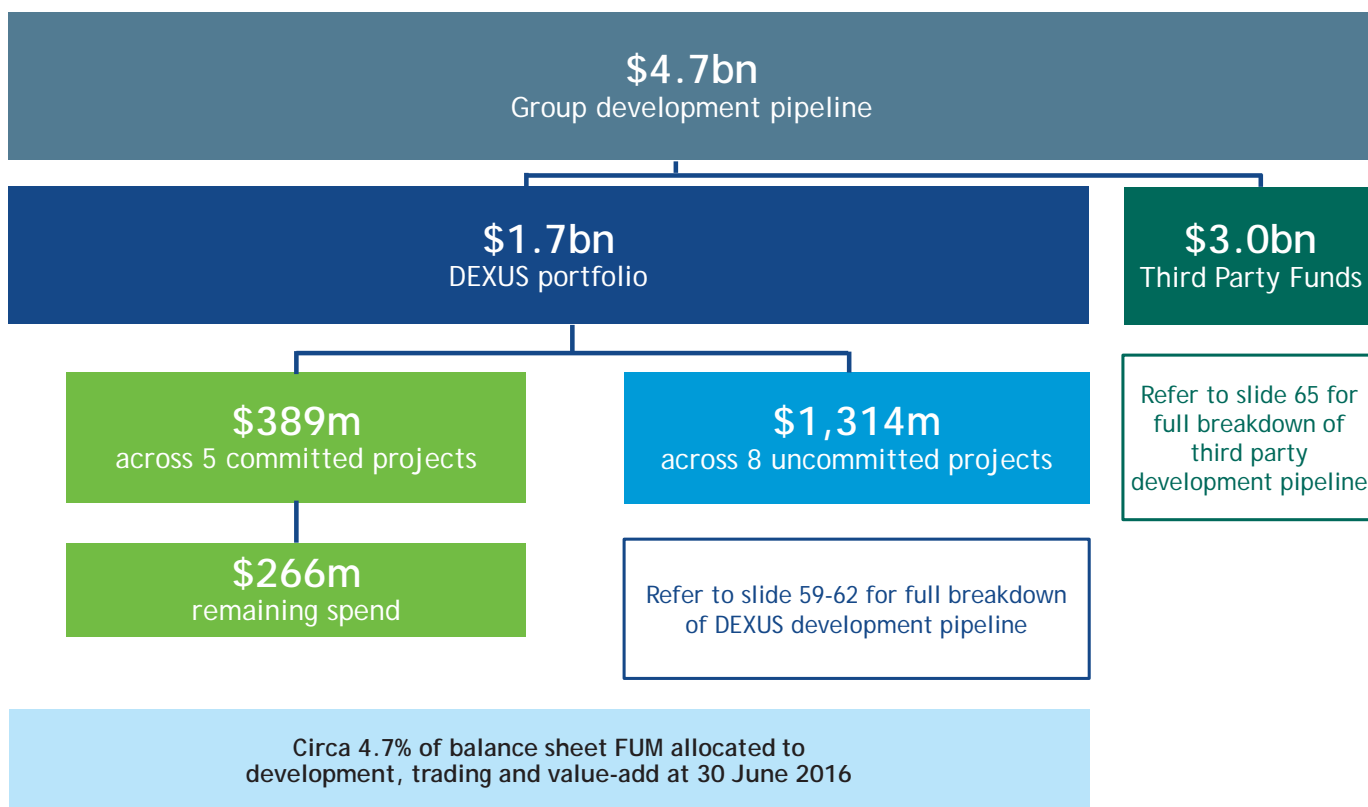 $4.7bn
Group development pipeline
$1.7bn
DEXUS portfolio
$3.0bn
Third Party Funds
$389m
across 5 committed projects
$1,314m
across 8 uncommitted projects
Refer to slide 65 for
full breakdown of
third party
development pipeline
$266m
remaining spend
Refer to slide 59-62 for full breakdown
of DEXUS development pipeline
Circa 4.7% of balance sheet FUM allocated to
development, trading and value-add at 30 June 2016